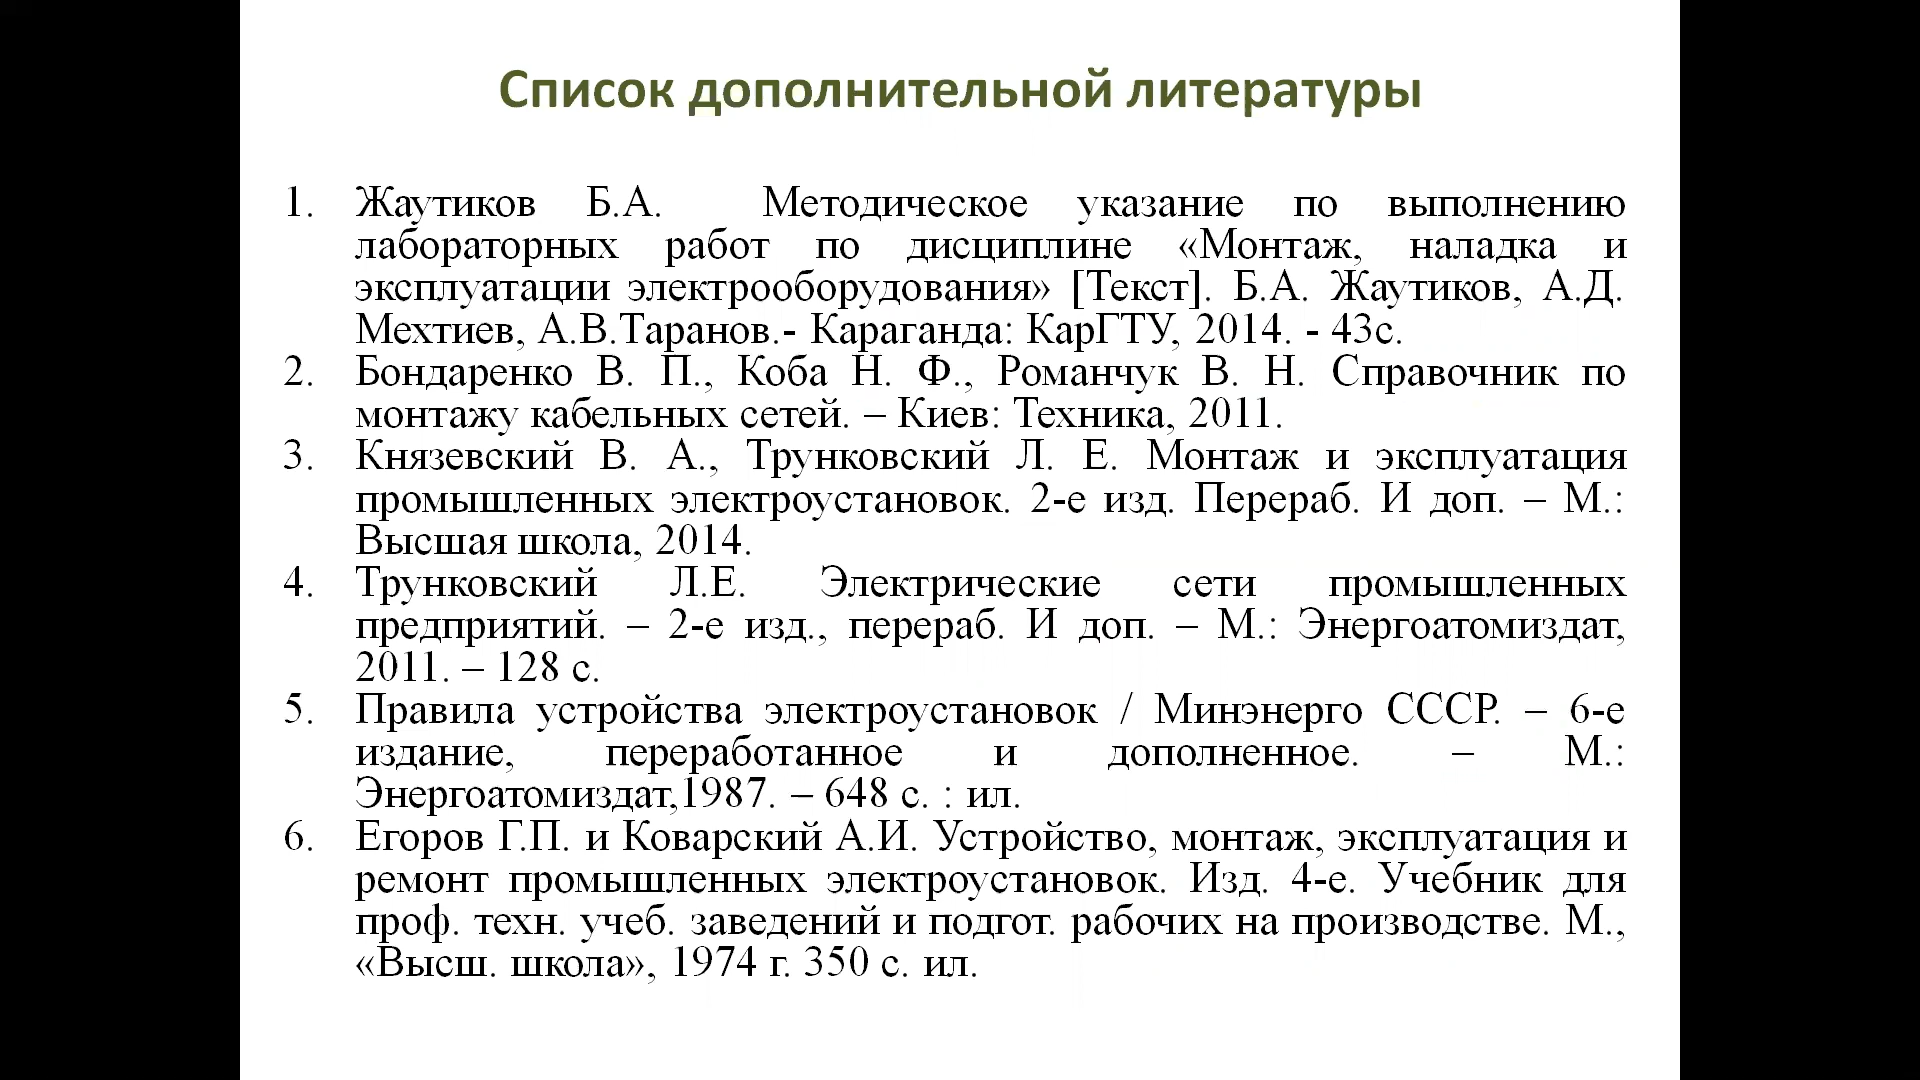 Список дополнительной литературы
1. Жаутиков Б.А. Методическое указание по выполнению
лабораторных работ по дисциплине «Монтаж, наладка и
эксплуатации электрооборудования» [Текст]. Б.А. Жаутиков, А.Д.
Мехтиев, А.В.Таранов.- Караганда: КарГТУ, 2014. - 43с.
2. Бондаренко В. П., Коба Н. Ф., Романчук В. Н. Справочник по
монтажу кабельных сетей. – Киев: Техника, 2011.
3. Князевский В. А., Трунковский Л. Е. Монтаж и эксплуатация
промышленных электроустановок. 2-е изд. Перераб. И доп. – М.:
Высшая школа, 2014.
4. Трунковский Л.Е. Электрические сети промышленных
предприятий. – 2-е изд., перераб. И доп. – М.: Энергоатомиздат,
2011. – 128 с.
5. Правила устройства электроустановок / Минэнерго СССР. – 6-е
издание, переработанное и дополненное. – М.:
Энергоатомиздат,1987. – 648 с. : ил.
6. Егоров Г.П. и Коварский А.И. Устройство, монтаж, эксплуатация и
ремонт промышленных электроустановок. Изд. 4-е. Учебник для
проф. техн. учеб. заведений и подгот. рабочих на производстве. М.,
«Высш. школа», 1974 г. 350 с. ил.